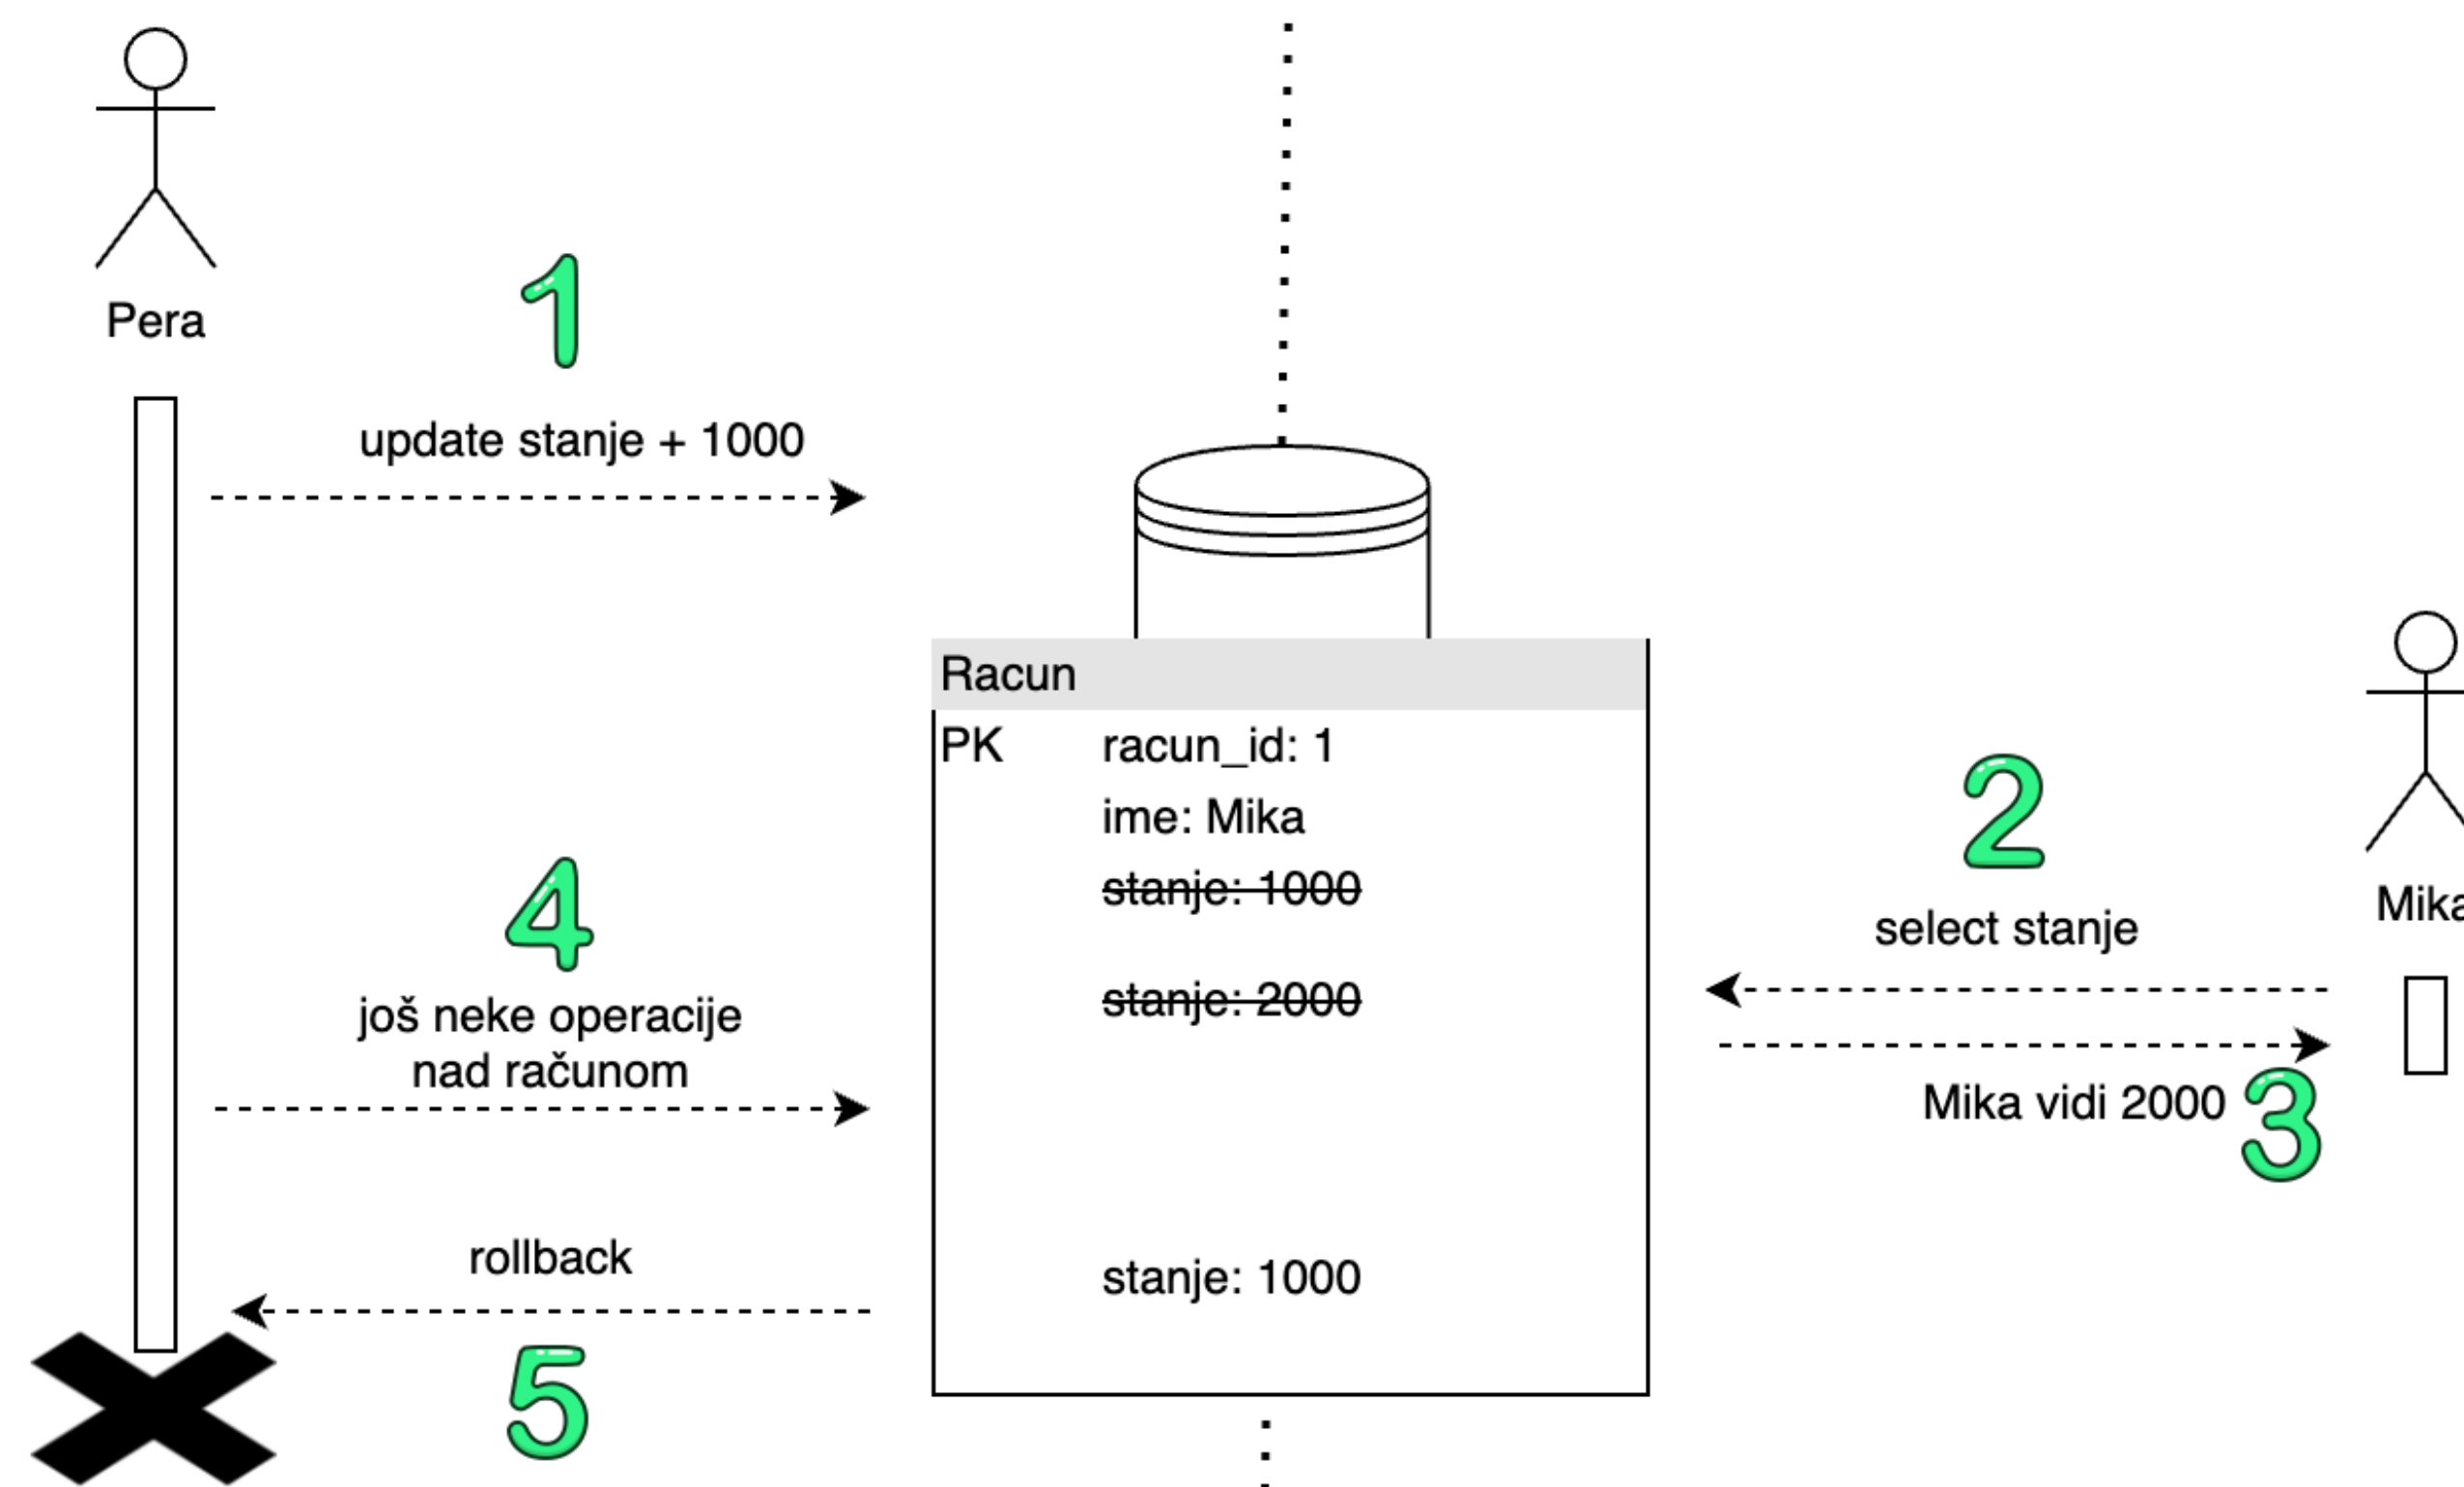 Pera
1
update stanje + 1000
Racun
PK racun_id: 1
ime: Mika
stanje: 1000
stanje: 2000
stanje: 1000
2
select stanje
Mika
Mika vidi 2000
3
4
još neke operacije
nad računom
rollback
5